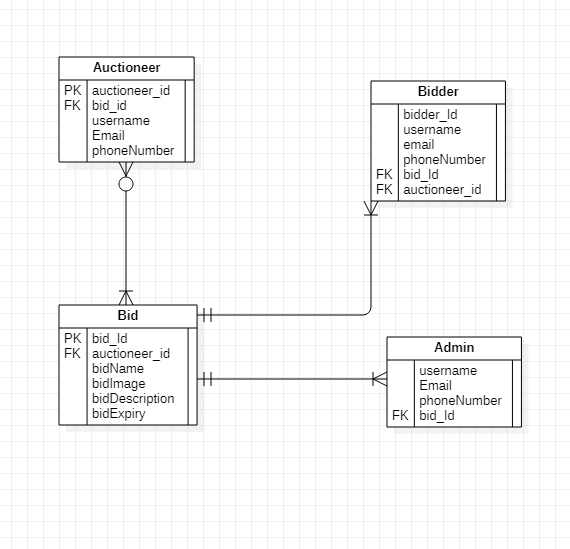 Auctioneer
PK auctioneer_id
FK bid_id
username
Email
phoneNumber
Bidder
bidder_Id
username
email
phoneNumber
FK bid_Id
FK auctioneer_id
Bid
PK bid_Id
FK auctioneer_id
bidName
bidImage
bidDescription
bidExpiry
Admin
username
Email
phoneNumber
FK bid_Id